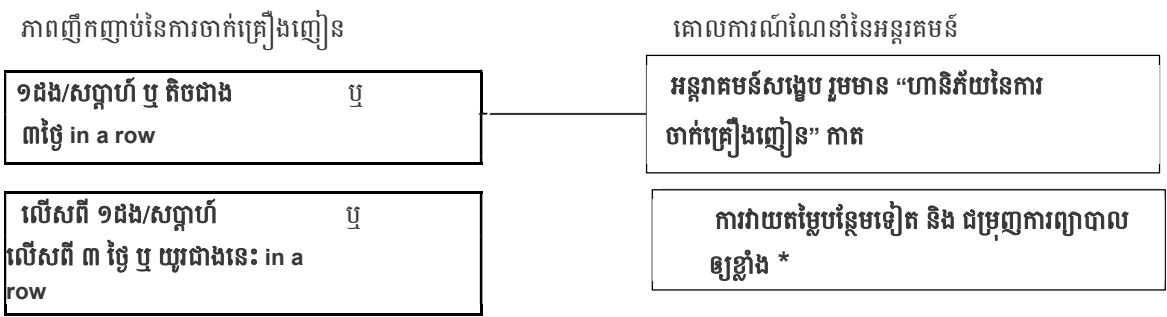 ភាពញឹកញាប់នៃការចាក់គ្រឿងញៀន
គោលការណ៍ណែនាំនៃអន្តរគមន៍
១ដង/សប្តាហ៍ ឬ តិចជាង ឬ
៣ថ្ងៃ in a row
អន្តរាគមន៍សង្ខេប រួមមាន “ហានិភ័យនៃការ
ចាក់គ្រឿងញៀន” កាត
លើសពី ១ដង/សប្តាហ៍ ឬ
លើសពី ៣ ថ្ងៃ ឬ យូរជាងនេះ in a
row
ការវាយតម្លៃបន្ថែមទៀត និង ជម្រុញការព្យាបាល
ឲ្យខ្លាំង *